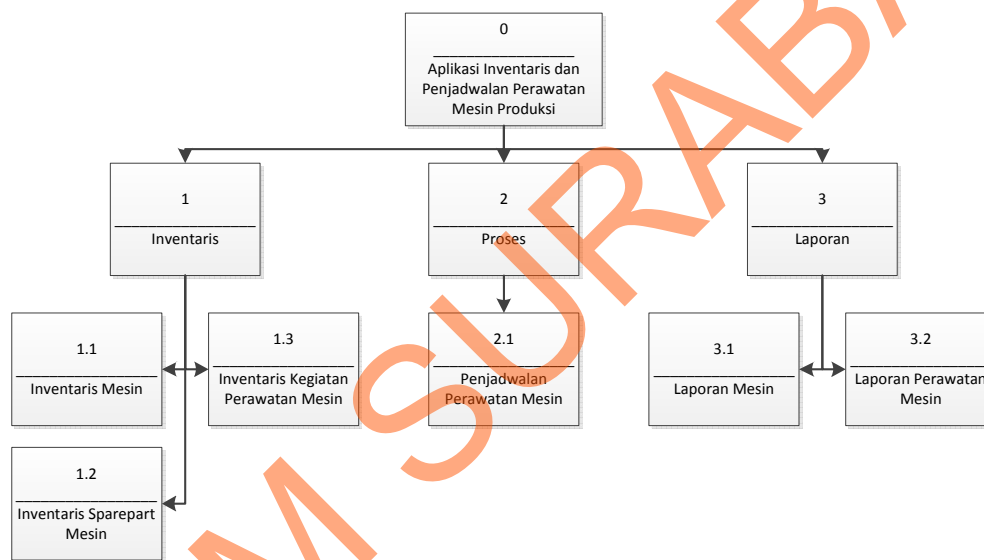 0
Aplikasi Inventaris dan
Penjadwalan Perawatan
Mesin Produksi
1
Inventaris
2
Proses
3
Laporan
1.1
Inventaris Mesin
1.3
Inventaris Kegiatan
Perawatan Mesin
2.1
Penjadwalan
Perawatan Mesin
3.1
Laporan Mesin
3.2
Laporan Perawatan
Mesin
1.2
Inventaris Sparepart
Mesin
M SURABA